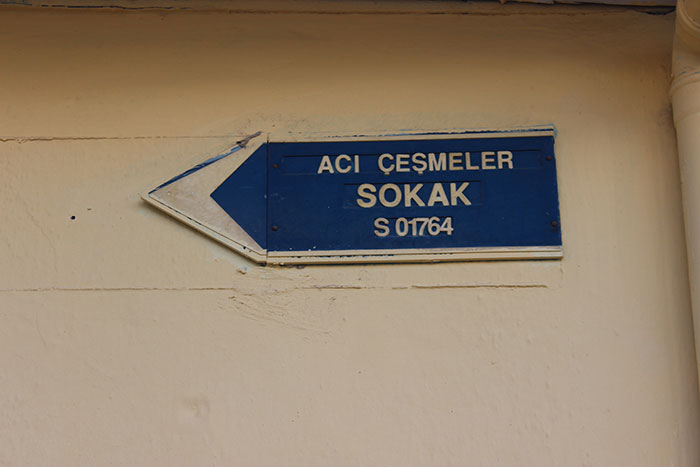 ACI ÇEŞMELER
SOKAK
S 01764